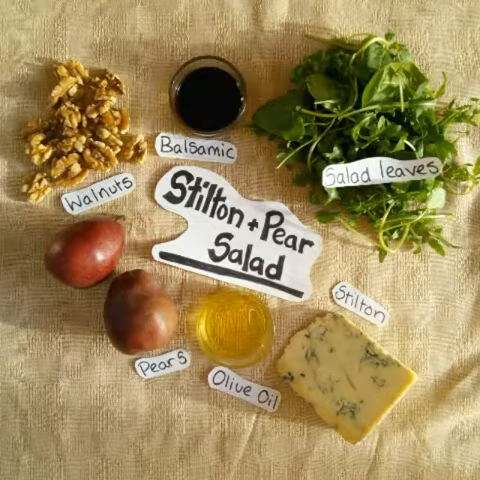 Balsamic
Salad leaves
Walnuts
Stilton + Pear
Salad
Stilton
Pears
Olive Oil